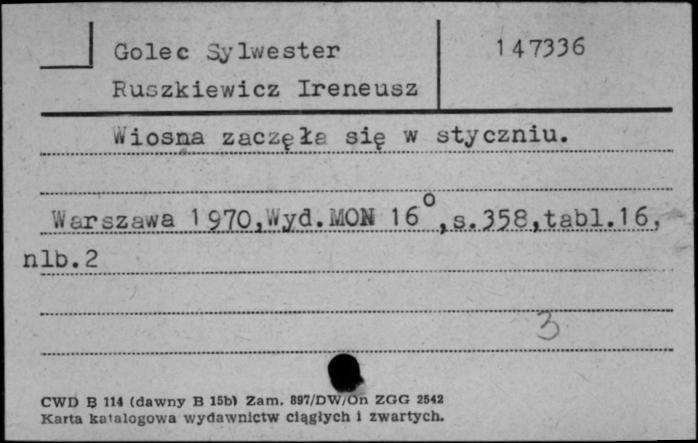 Golec Sylwester 147336
Ruszkiewicz Ireneusz
Wiosna zaczęła się w styczniu.
Warszawa 1970,Wyd.MON 16⁰,s.358,tabl.16,
nlb.2
3
CWD B 114 (dawny B 15b) Zam. 897/DW/On ZGG 2542
Karta katalogowa wydawnictw ciągłych i zwartych.